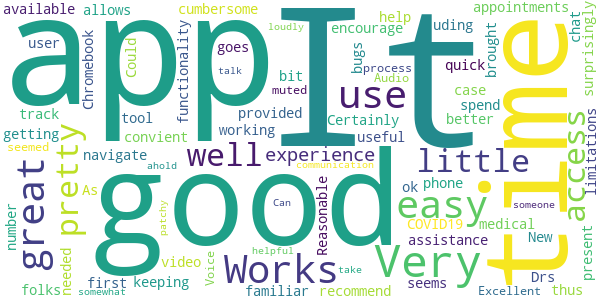 available
allows
cumbersome
help
appointments
user
Chromebook
Could
goes
functionality
encourage
bugs
uding
chat
brought
surprisingly
app
It
time
loudly
talk
muted
process
Audio
quick
case
spend
better
bit
tool
use
track
convient
provided
working
Certainly
useful
getting
seemed
navigate
well
experience
little
access
limitations
pretty
great
As
ahold
communication
Can
someone
good
Reasonable
ok
phone
easy
COVID19
medical
number
needed
patchy
Works
Very
assistance
New
present
first
keeping
video
Voice
helpful
take
seems
Drs
folks
somewhat
familiar
recommend
Excellent
thus